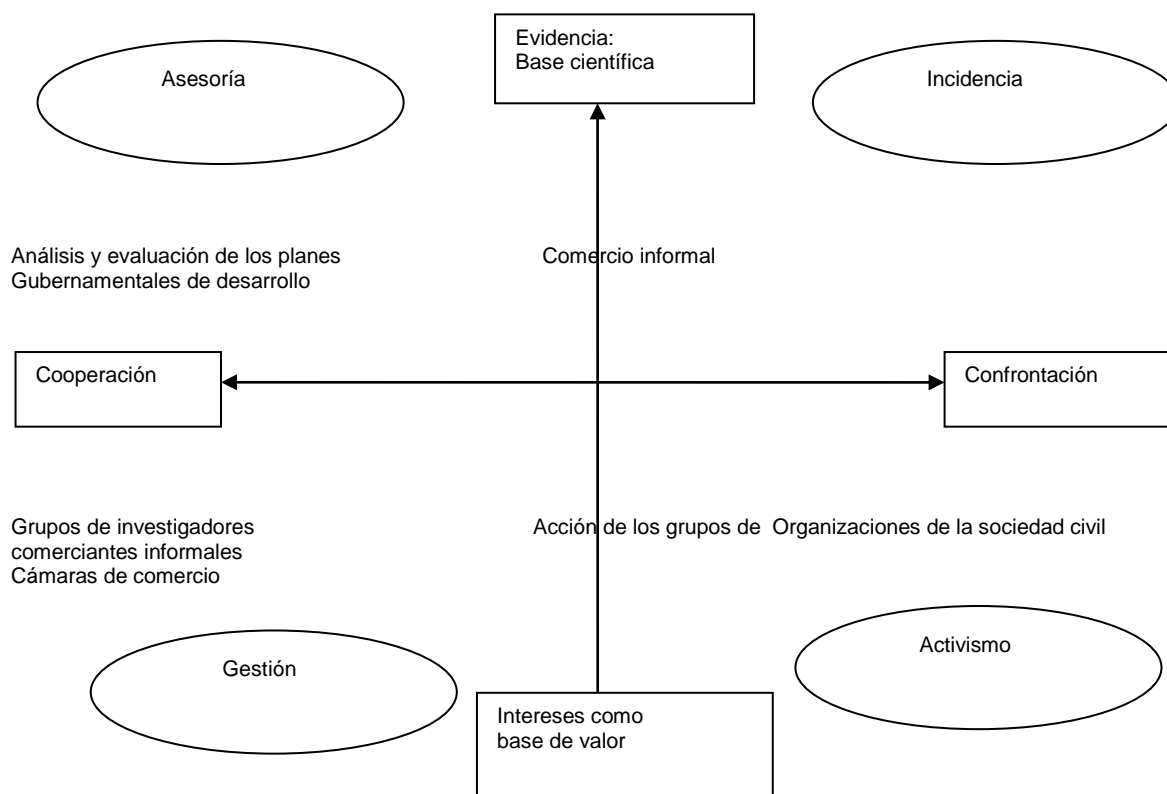 Evidencia:
Base científica
Asesoría
Incidencia
Análisis y evaluación de los planes
Gubernamentales de desarrollo
Comercio informal
Cooperación
Confrontación
Grupos de investigadores
comerciantes informales
Cámaras de comercio
Acción de los grupos de  Organizaciones de la sociedad civil
Gestión
Activismo
Intereses como
base de valor